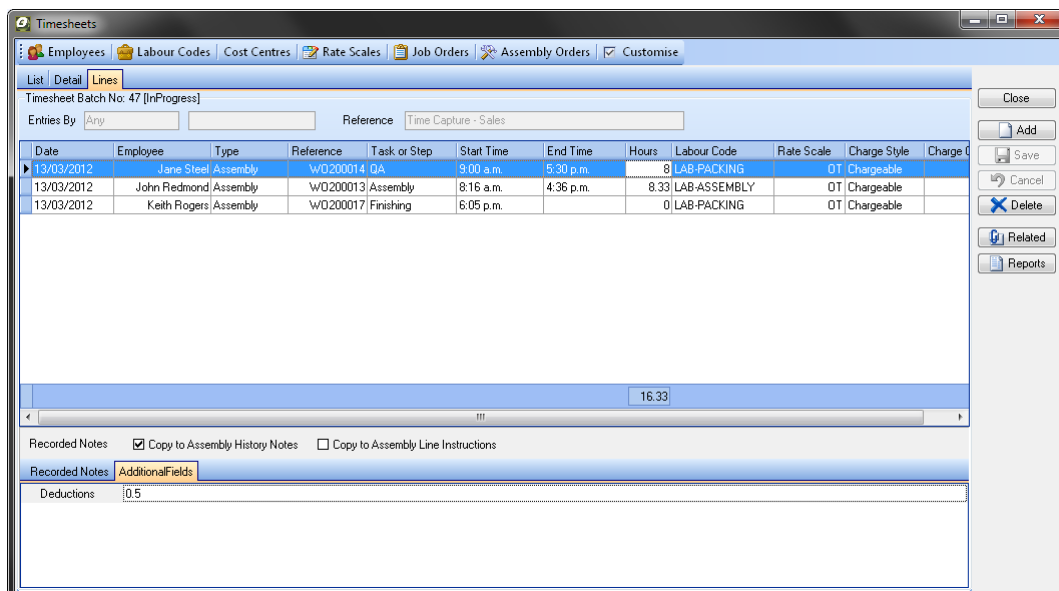 Timesheets
Employees Labour Codes Cost Centres Rate Scales Job Orders Assembly Orders Customise
List Detail Lines
Timesheet Batch No: 47 [InProgress]
Entries By Any Reference Time Capture - Sales
Date Employee Type Reference Task or Step Start Time End Time Hours Labour Code Rate Scale Charge Style Charge
13/03/2012 Jane Steel Assembly WO200014 QA 9:00 a.m. 5:30 p.m. 8 LAB-PACKING OT Chargeable
13/03/2012 John Redmond Assembly WO200013 Assembly 8:16 a.m. 4:36 p.m. 8.33 LAB-ASSEMBLY OT Chargeable
13/03/2012 Keith Rogers Assembly WO200017 Finishing 6:05 p.m. 0 LAB-PACKING OT Chargeable
16.33
Recorded Notes Copy to Assembly History Notes Copy to Assembly Line Instructions
Recorded Notes AdditionalFields
Deductions 0.5
Close
Add
Save
Cancel
Delete
Related
Reports